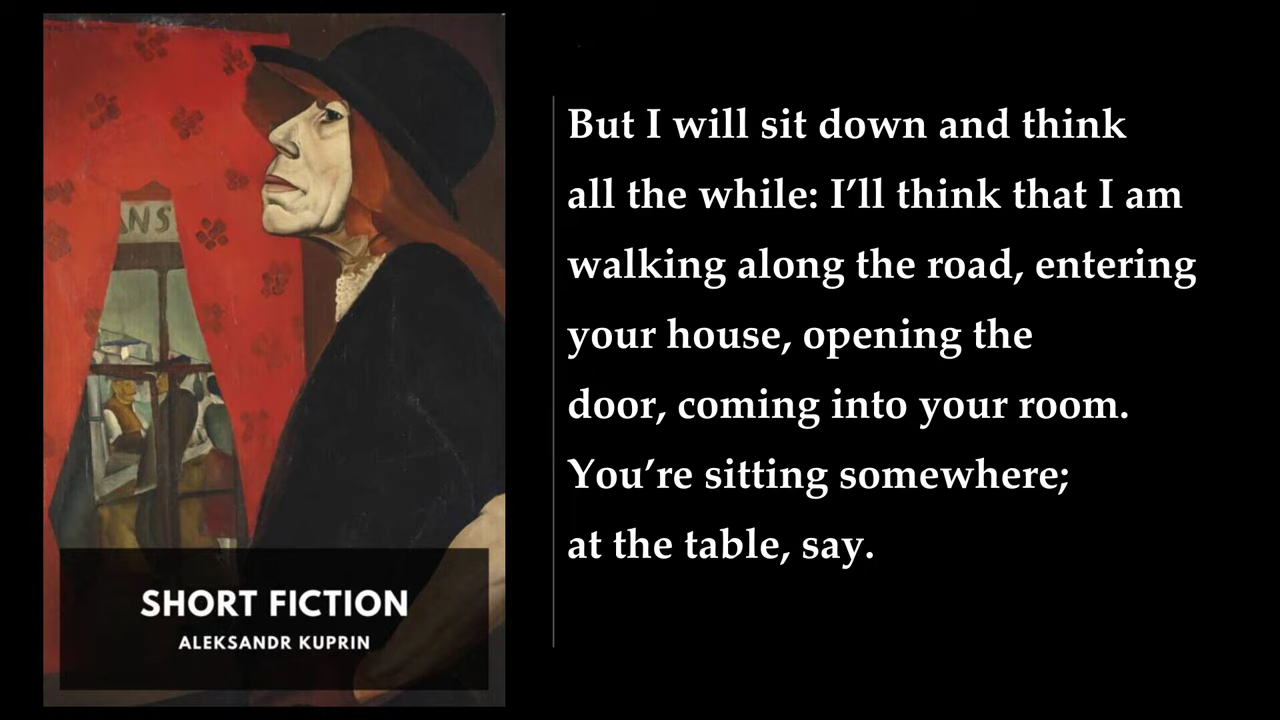 ANS
SHORT FICTION
ALEKSANDR KUPRIN
But I will sit down and think
all the while: I’ll think that I am
walking along the road, entering
your house, opening the
door, coming into your room.
You’re sitting somewhere;
at the table, say.